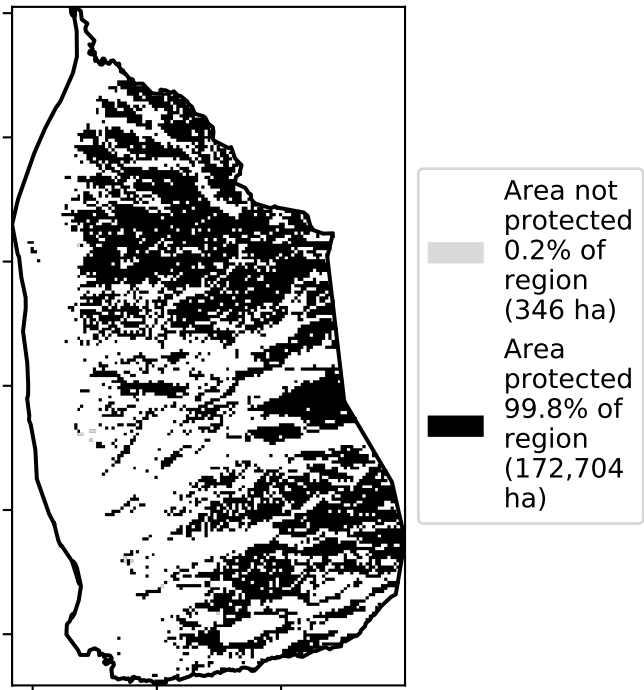 Area not
protected
0.2% of
region
(346 ha)
Area
protected
99.8% of
region
(172,704
ha)